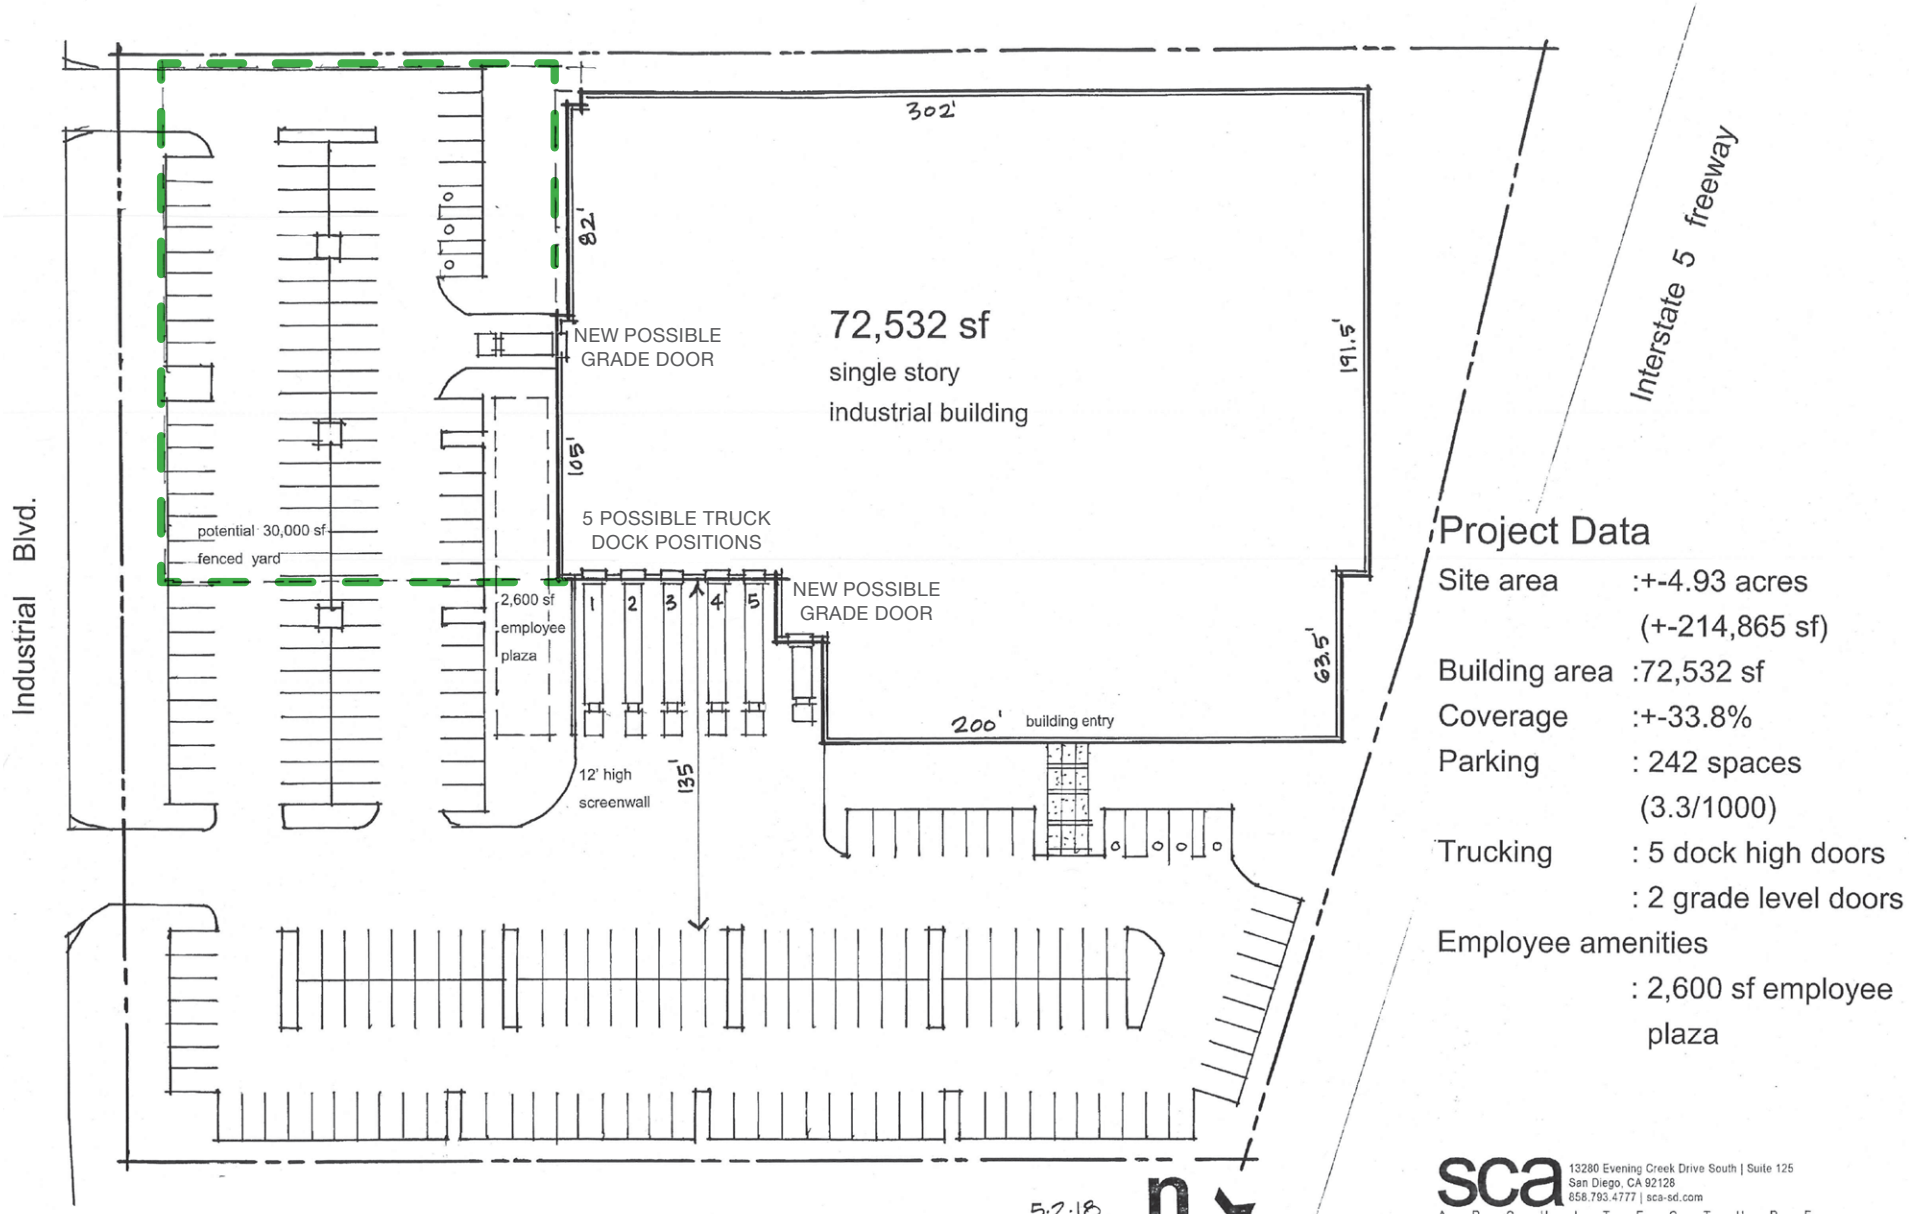 302'
82'
Interstate 5 freeway
72,532 sf
single story
industrial building
NEW POSSIBLE
GRADE DOOR
191.5'
105'
Industrial Blvd.
potential 30,000 sf
fenced yard
5 POSSIBLE TRUCK
DOCK POSITIONS
NEW POSSIBLE
GRADE DOOR
2,600 sf
employee
plaza
1 2 3 4 5
63.5'
200' building entry
12' high
screenwall
135'
Project Data
Site area :+-4.93 acres
(+-214,865 sf)
Building area :72,532 sf
Coverage :+-33.8%
Parking : 242 spaces
(3.3/1000)
Trucking : 5 dock high doors
: 2 grade level doors
Employee amenities
: 2,600 sf employee
plaza
n
5.2.18
sca
13280 Evening Creek Drive South | Suite 125
San Diego, CA 92128
858.793.4777 | sca-sd.com